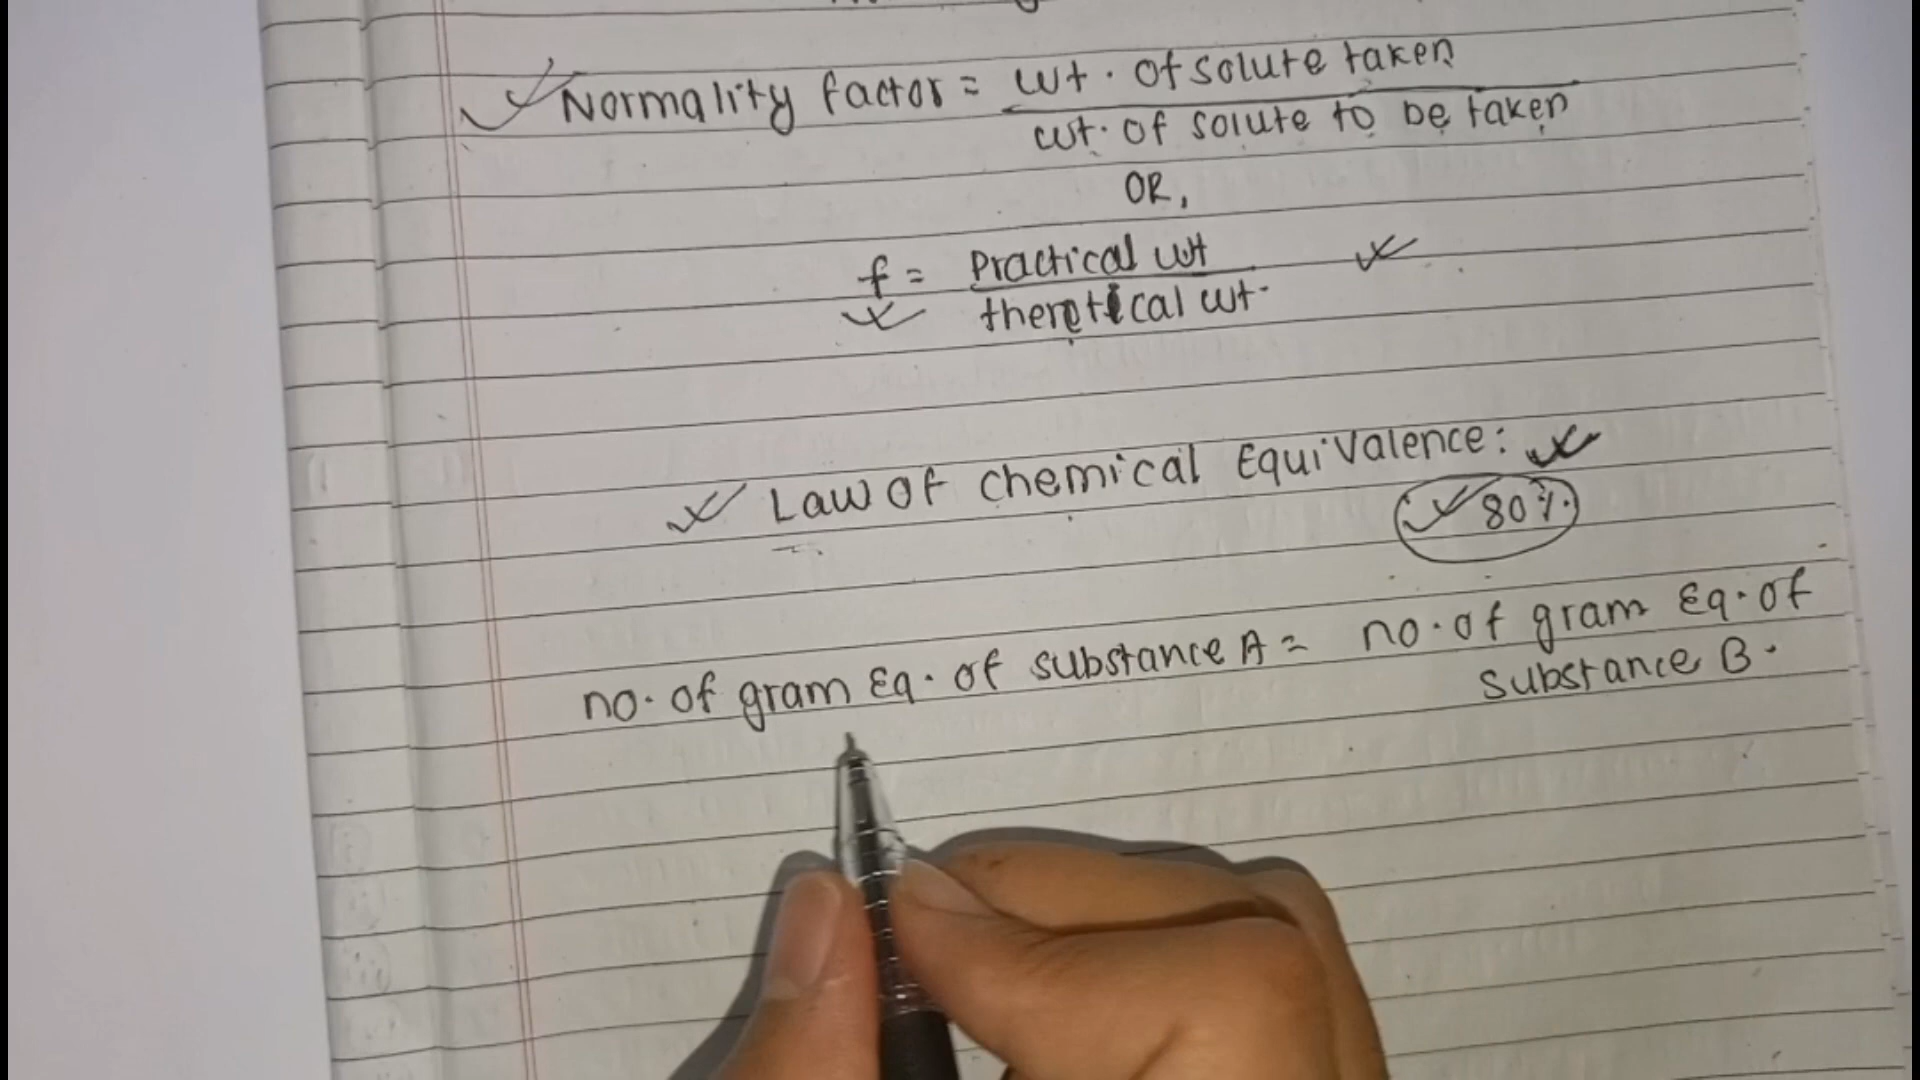 Normality factor = wt. of solute taken
wt. of solute to be taken
OR,
f = Practical wt
theretical wt.
Law of chemical Equivalence:
80%
no. of gram Eq. of substance A = no. of gram Eq. of
substance B.